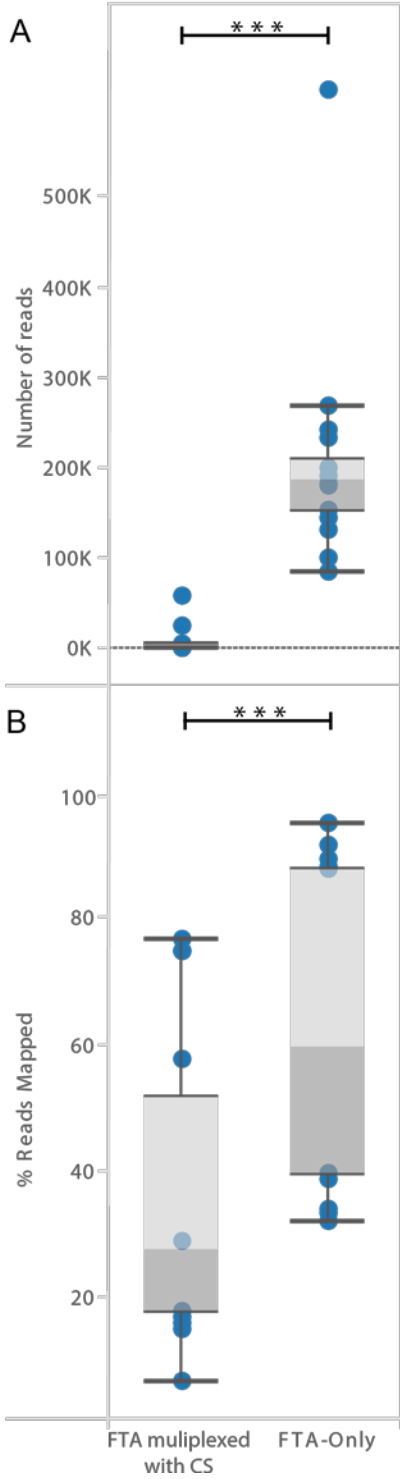 A
* * *
500K
400K
300K
200K
100K
0K
Number of reads
B
* * *
100
80
60
40
20
% Reads Mapped
FTA muliplexed
with CS
FTA-Only